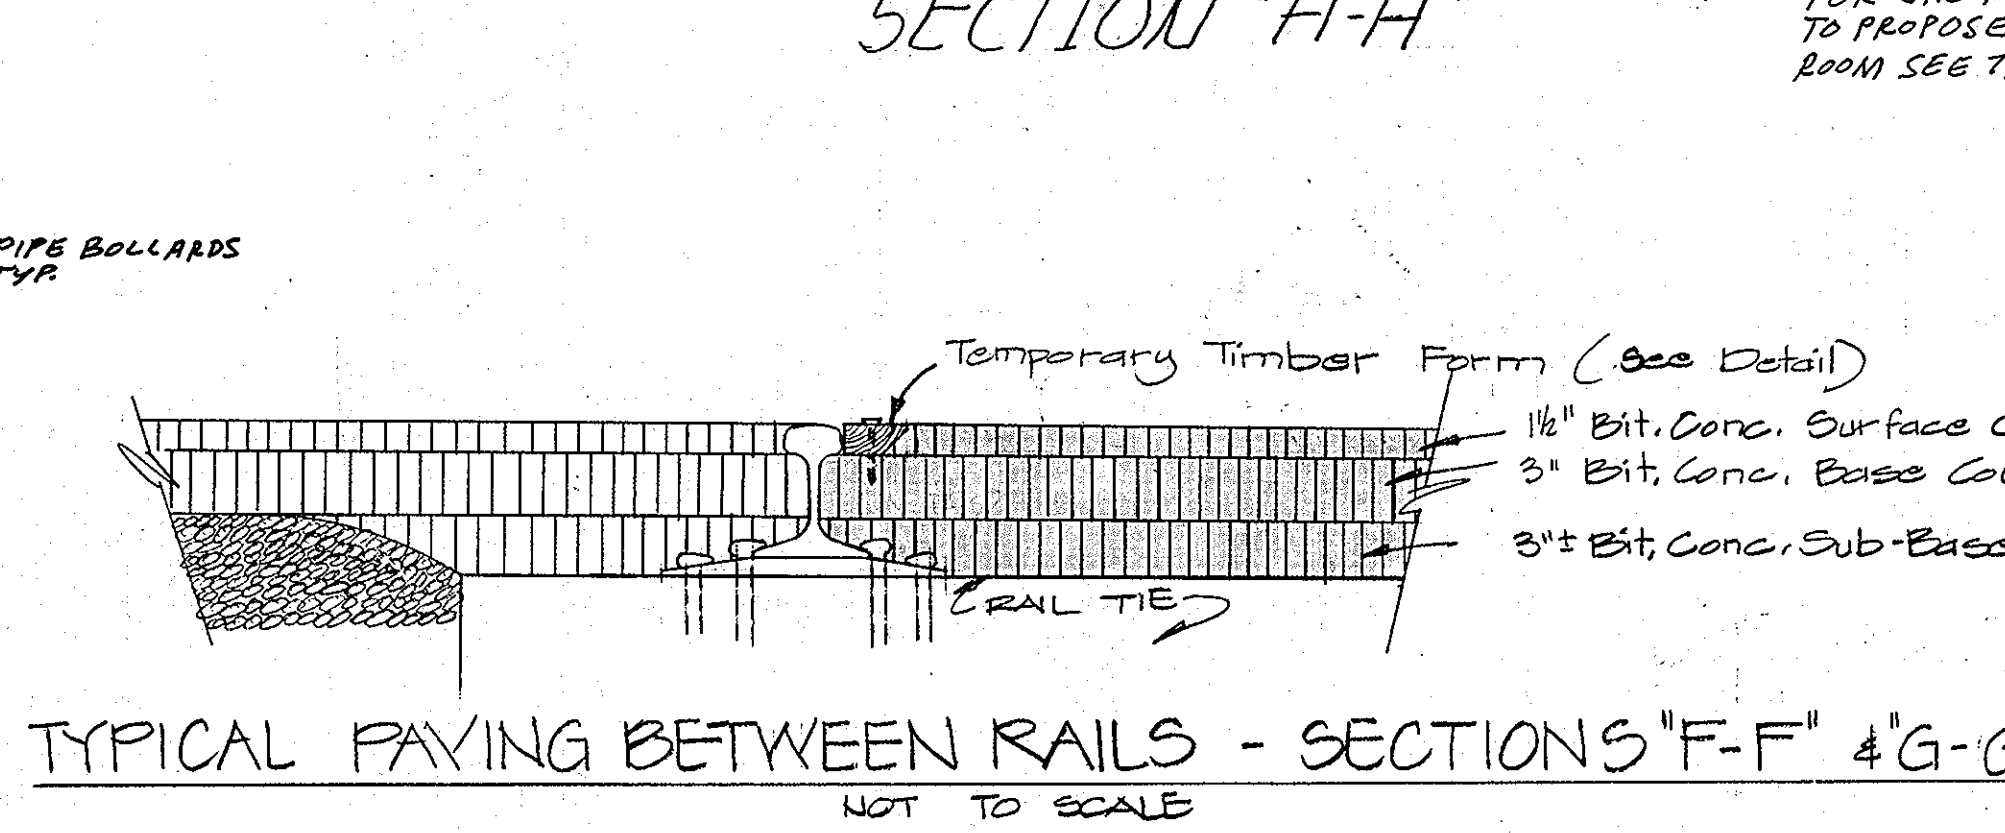 SECTION "H-H"
TO PROPOSE
ROOM SEE
PIPE BOLLARDS
TYP.
Temporary Timber Form (See Detail)
1½" Bit. Conc. Surface
3" Bit. Conc. Base
3"± Bit. Conc. Sub-Base
RAIL TIE
TYPICAL PAVING BETWEEN RAILS - SECTIONS "F-F" & "G-G
NOT TO SCALE